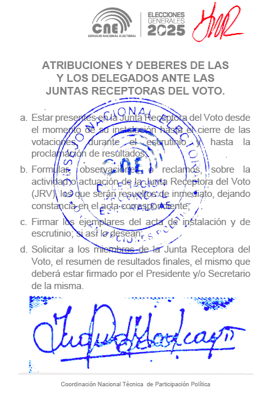 CNE
CONSEJO NACIONAL ELECTORAL
ELECCIONES
GENERALES
2025
ATRIBUCIONES Y DEBERES DE LAS
Y LOS DELEGADOS ANTE LAS
JUNTAS RECEPTORAS DEL VOTO.
a. Estar presentes en la Junta Receptora del Voto desde
el momento de su instalación hasta el cierre de las
votaciones, durante el escrutinio y hasta la
proclamación de resultados;
b. Formular observaciones y reclamos sobre la
actividad o actuación de la Junta Receptora del Voto
(JRV), los que serán resueltos de inmediato, dejando
constancia en el acta correspondiente;
c. Firmar los ejemplares del acta de instalación y de
escrutinio, si así lo desean;
d. Solicitar a los miembros de la Junta Receptora del
Voto, el resumen de resultados finales, el mismo que
deberá estar firmado por el Presidente y/o Secretario
de la misma.
Coordinación Nacional Técnica de Participación Política